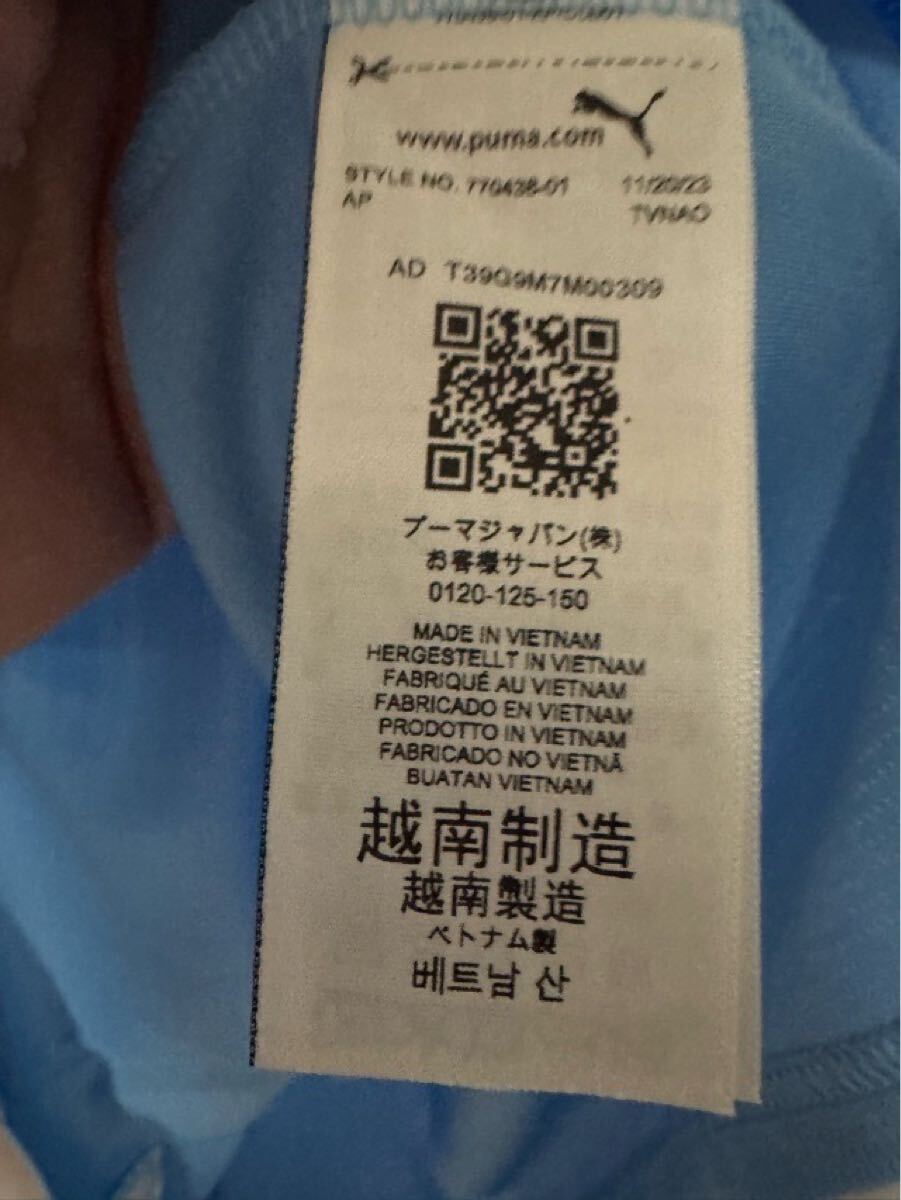 www.puma.com
STYLE NO. 770438-01 11/20/23
AP TVNAO
AD T39G9M7M00309
プーマジャパン(株)
お客様サービス
0120-125-150
MADE IN VIETNAM
HERGESTELLT IN VIETNAM
FABRIQUÉ AU VIETNAM
FABRICADO EN VIETNAM
PRODOTTO IN VIETNAM
FABRICADO NO VIETNÃ
BUATAN VIETNAM
越南制造
越南製造
ベトナム製
베트남 산